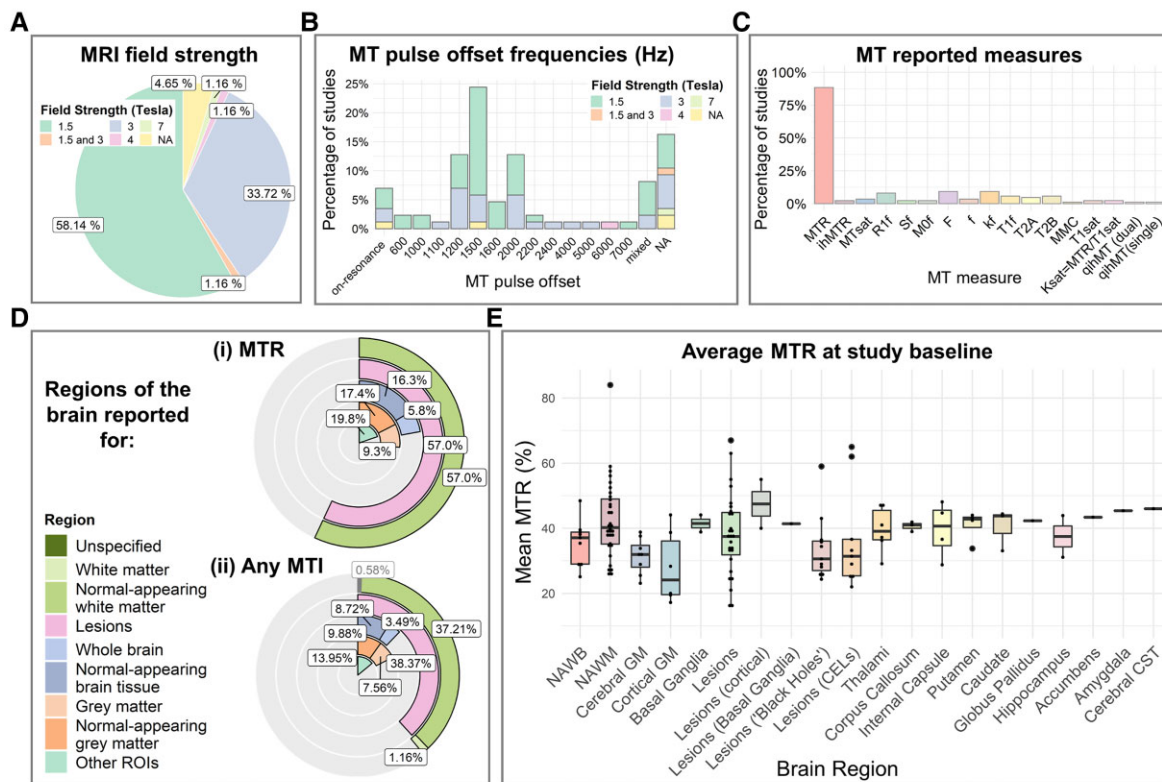 A
MRI field strength
4.65 %
1.16 %
1.16 %
Field Strength (Tesla)
1.5
3
7
1.5 and 3
4
NA
33.72 %
58.14 %
1.16 %
B
MT pulse offset frequencies (Hz)
Percentage of studies
25%
20%
15%
10%
5%
0%
Field Strength (Tesla)
1.5
3
7
1.5 and 3
4
NA
on-resonance
600
1000
1100
1200
1500
1600
2000
2200
2400
4000
5000
6000
7000
mixed
NA
MT pulse offset
C
MT reported measures
Percentage of studies
100%
75%
50%
25%
0%
MTR
ihMTR
MTsat
R1f
Sf
M0f
F
f
kf
T1f
T2A
T2B
MMC
T1sat
Ksat=MTR/T1sat
qihMT (dual)
qihMT(single)
MT measure
D
Regions of the
brain reported
for:
(i) MTR
16.3%
17.4%
5.8%
19.8%
9.3%
57.0%
57.0%
(ii) Any MTI
0.58%
8.72%
3.49%
37.21%
9.88%
38.37%
13.95%
7.56%
1.16%
Region
Unspecified
White matter
Normal-appearing
white matter
Lesions
Whole brain
Normal-appearing
brain tissue
Grey matter
Normal-appearing
grey matter
Other ROIs
E
Average MTR at study baseline
Mean MTR (%)
80
60
40
20
NAWB
NAWM
Cerebral GM
Cortical GM
Basal Ganglia
Lesions
Lesions (cortical)
Lesions (Basal Ganglia)
Lesions ('Black Holes')
Lesions (CELs)
Thalami
Corpus Callosum
Internal Capsule
Putamen
Caudate
Globus Pallidus
Hippocampus
Accumbens
Amygdala
Cerebral CST
Brain Region